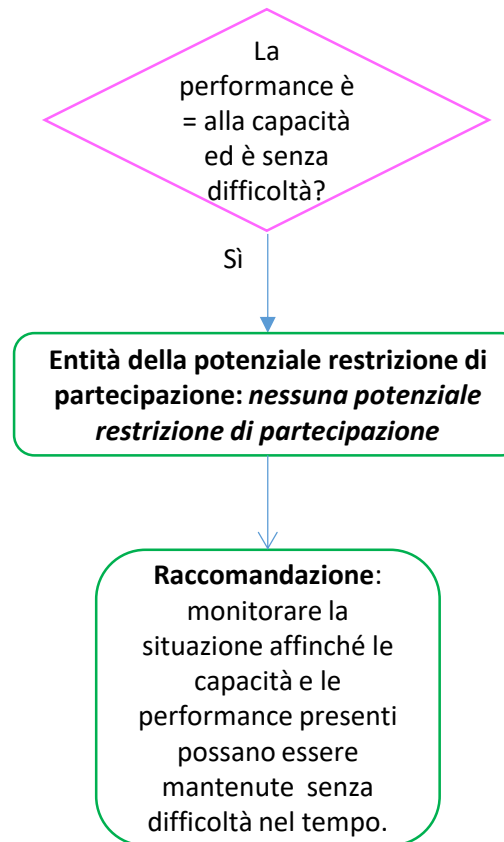 La
performance è
= alla capacità
ed è senza
difficoltà?
Sì
Entità della potenziale restrizione di
partecipazione: nessuna potenziale
restrizione di partecipazione
Raccomandazione:
monitorare la
situazione affinché le
capacità e le
performance presenti
possano essere
mantenute senza
difficoltà nel tempo.